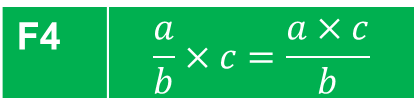 F4
a/b × c = (a × c)/b